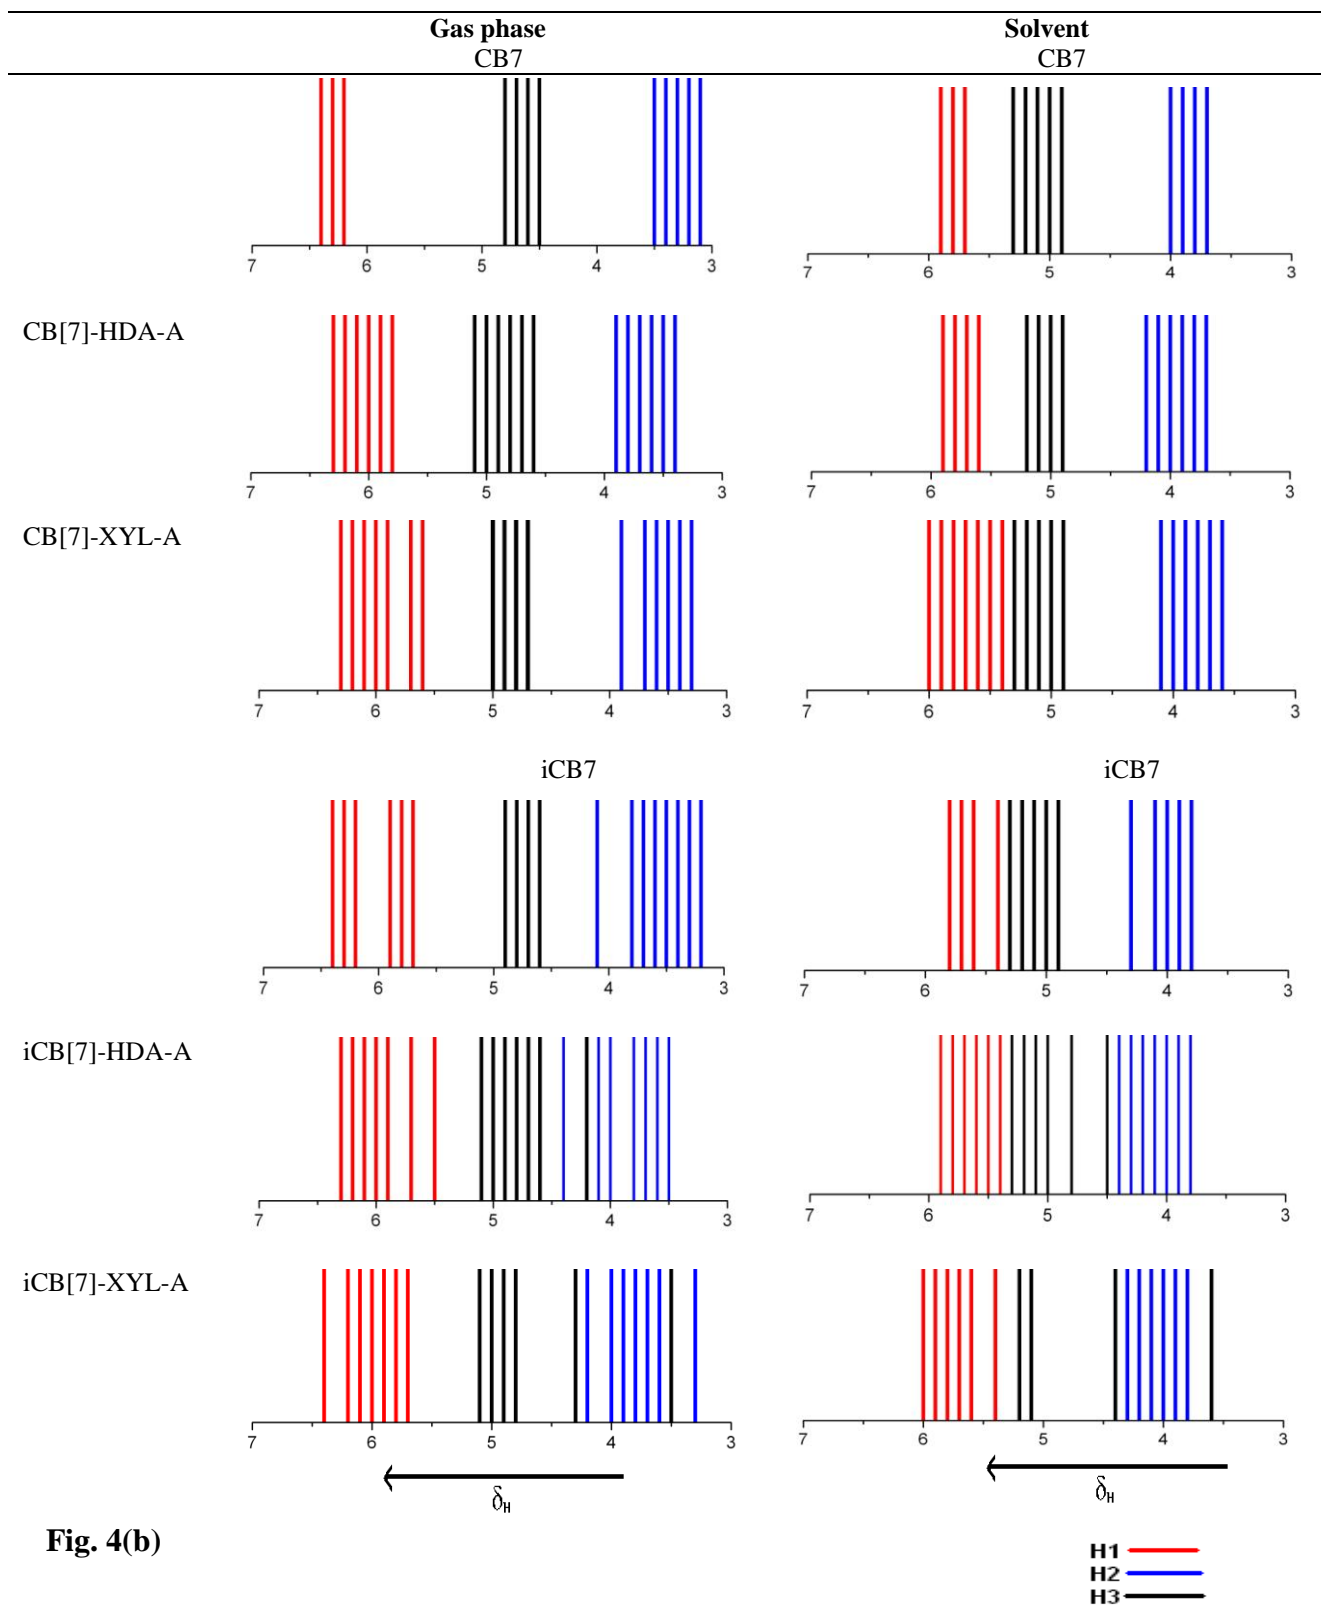 Gas phase Solvent
CB7 CB7
7 6 5 4 3 7 6 5 4 3
CB[7]-HDA-A
7 6 5 4 3 7 6 5 4 3
CB[7]-XYL-A
7 6 5 4 3 7 6 5 4 3
iCB7 iCB7
7 6 5 4 3 7 6 5 4 3
iCB[7]-HDA-A
7 6 5 4 3 7 6 5 4 3
iCB[7]-XYL-A
7 6 5 4 3 7 6 5 4 3
δH δH
Fig. 4(b)
H1
H2
H3